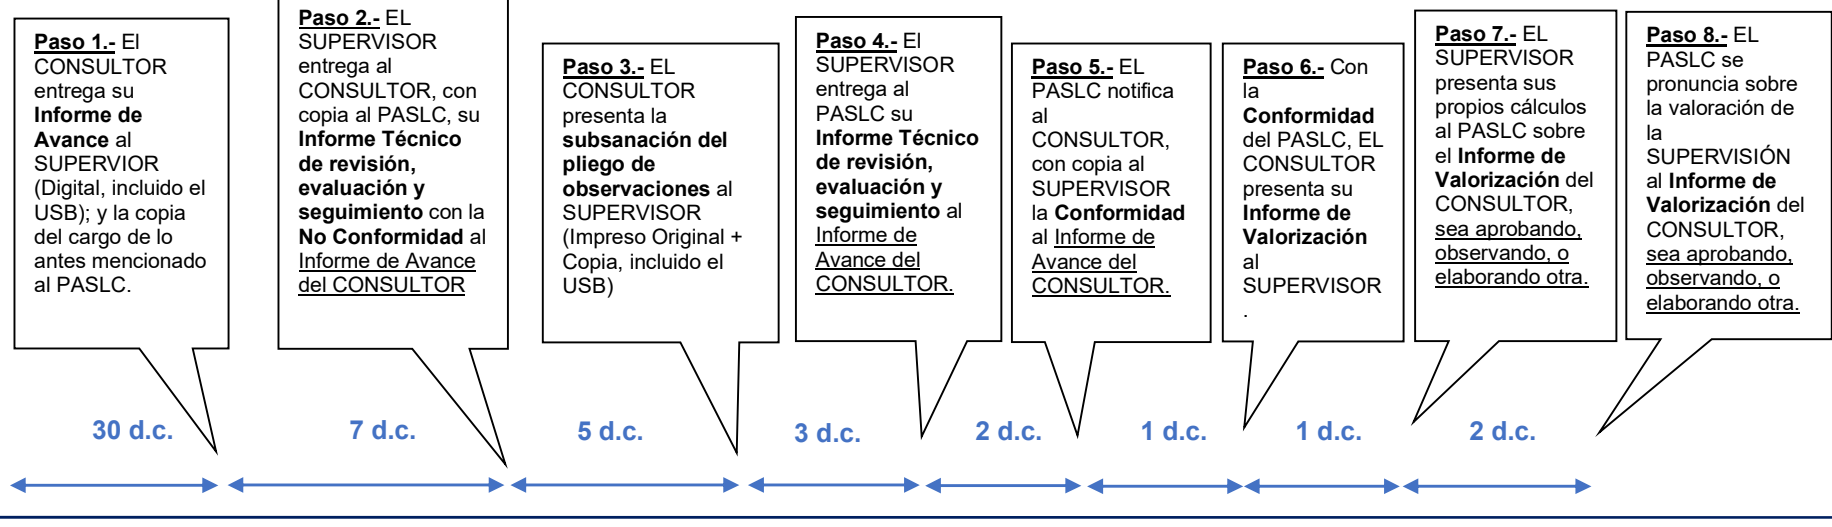 Paso 1.- El
CONSULTOR
entrega su
Informe de
Avance al
SUPERVIOR
(Digital, incluido el
USB); y la copia
del cargo de lo
antes mencionado
al PASLC.
Paso 2.- EL
SUPERVISOR
entrega al
CONSULTOR, con
copia al PASLC, su
Informe Técnico
de revisión,
evaluación y
seguimiento con la
No Conformidad al
Informe de Avance
del CONSULTOR
Paso 3.- EL
CONSULTOR
presenta la
subsanación del
pliego de
observaciones al
SUPERVISOR
(Impreso Original +
Copia, incluido el
USB)
Paso 4.- El
SUPERVISOR
entrega al
PASLC su
Informe Técnico
de revisión,
evaluación y
seguimiento al
Informe de
Avance del
CONSULTOR.
Paso 5.- EL
PASLC notifica
al
CONSULTOR,
con copia al
SUPERVISOR
la Conformidad
al Informe de
Avance del
CONSULTOR.
Paso 6.- Con
la
Conformidad
del PASLC, EL
CONSULTOR
presenta su
Informe de
Valorización
al
SUPERVISOR
.
Paso 7.- EL
SUPERVISOR
presenta sus
propios cálculos
al PASLC sobre
el Informe de
Valorización del
CONSULTOR,
sea aprobando,
observando, o
elaborando otra.
Paso 8.- EL
PASLC se
pronuncia sobre
la valoración de
la
SUPERVISIÓN
al Informe de
Valorización del
CONSULTOR,
sea aprobando,
observando, o
elaborando otra.
30 d.c.
7 d.c.
5 d.c.
3 d.c.
2 d.c.
1 d.c.
1 d.c.
2 d.c.